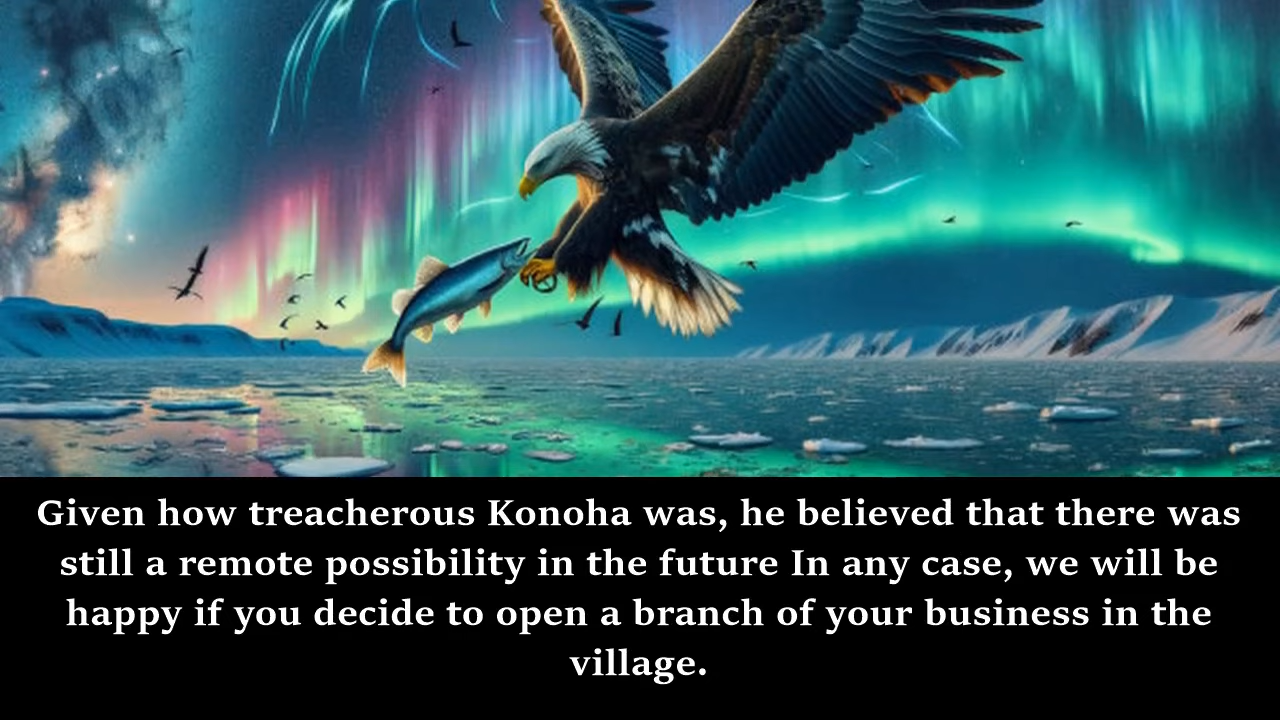 Given how treacherous Konoha was, he believed that there was
still a remote possibility in the future In any case, we will be
happy if you decide to open a branch of your business in the
village.